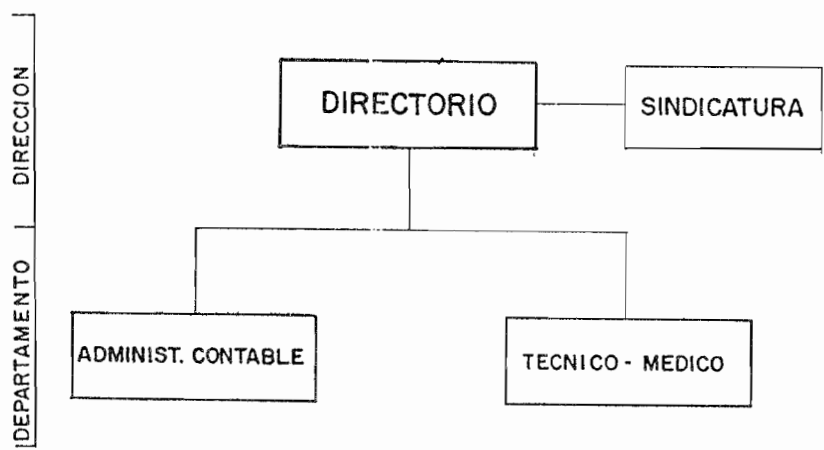 DIRECCION
DIRECTORIO
SINDICATURA
DEPARTAMENTO
ADMINIST. CONTABLE
TECNICO - MEDICO